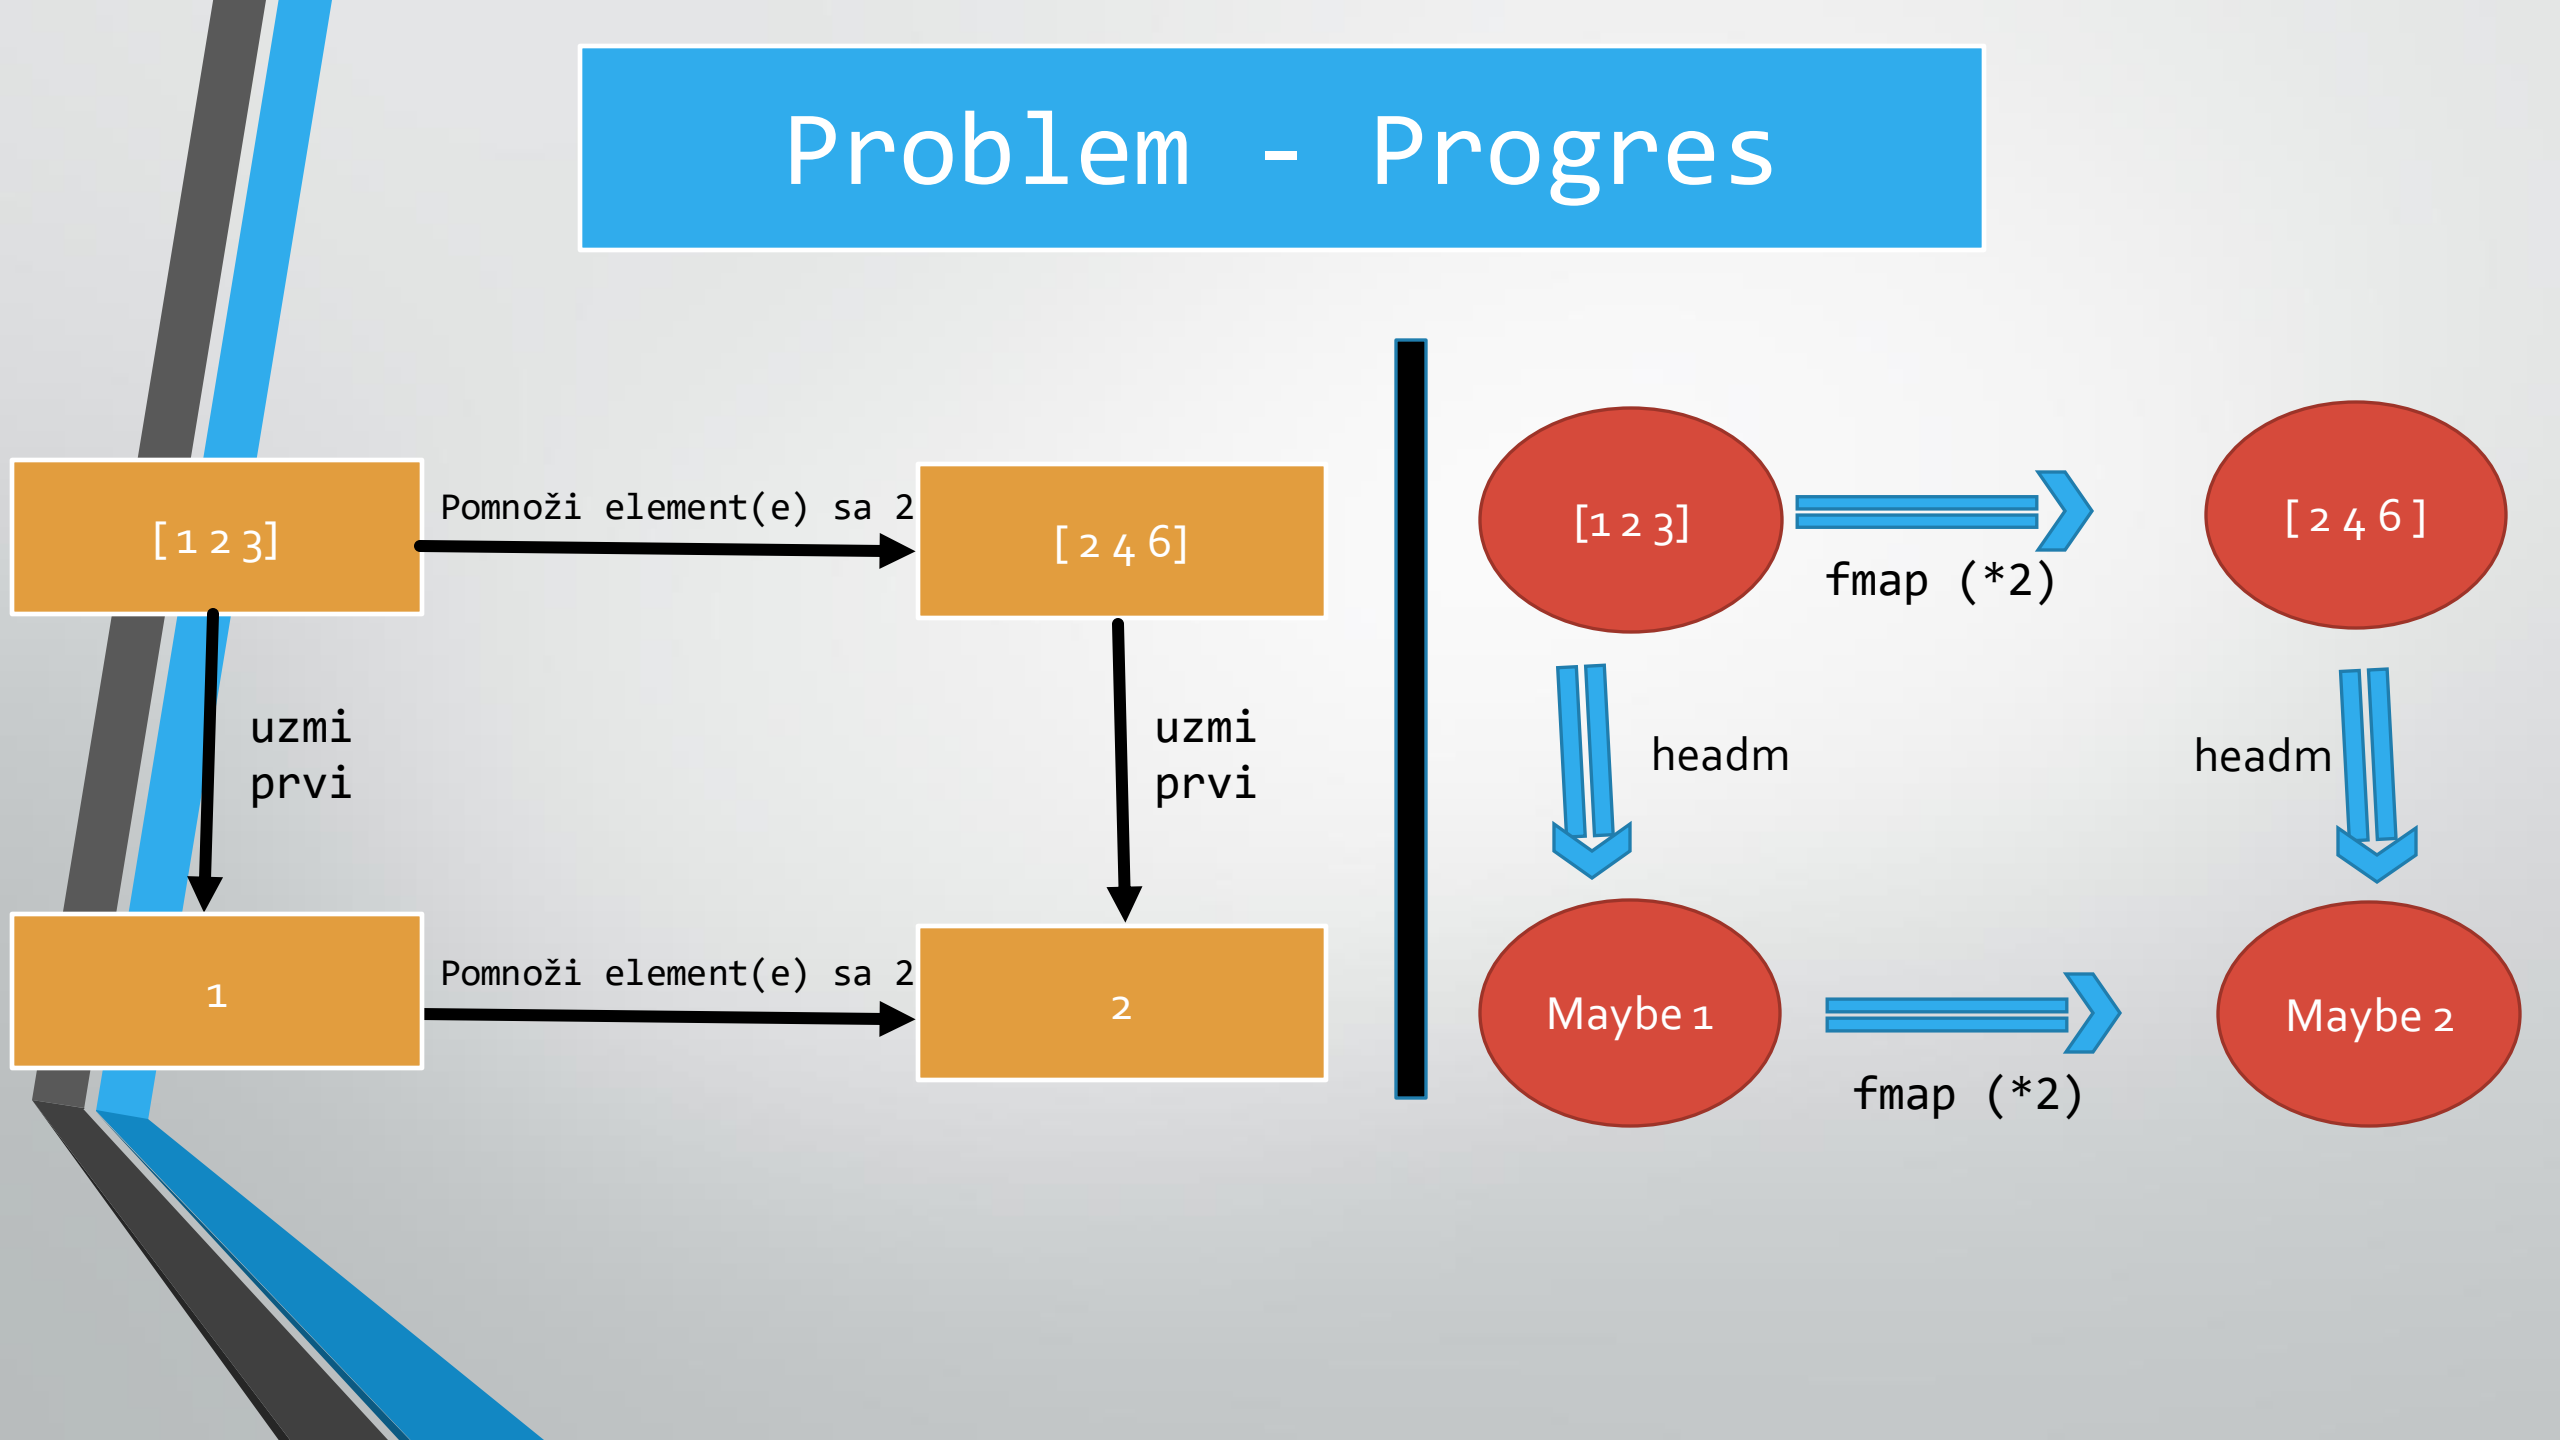 Problem - Progres
[ 1 2 3]
Pomnoži element(e) sa 2
[ 2 4 6]
uzmi
prvi
uzmi
prvi
1
Pomnoži element(e) sa 2
2
[1 2 3]
fmap (*2)
[ 2 4 6 ]
headm
headm
Maybe 1
fmap (*2)
Maybe 2